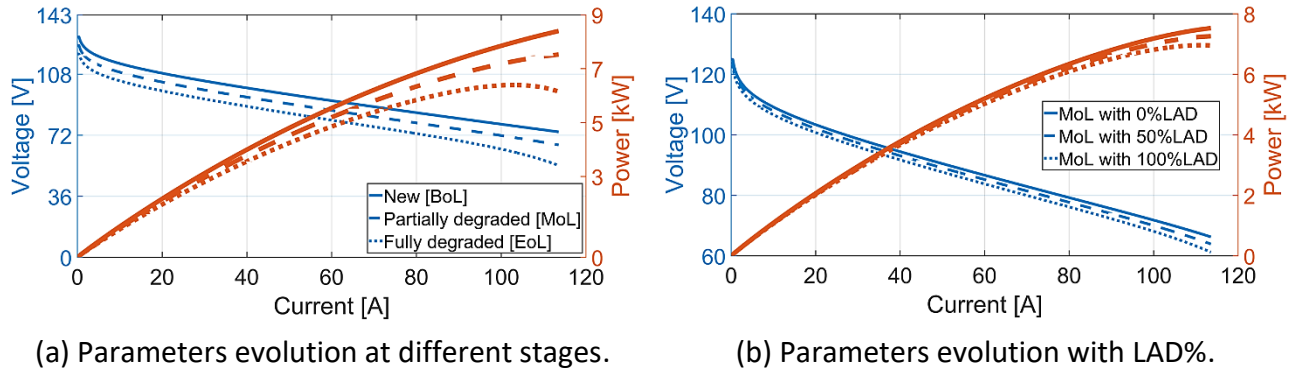 143
108
72
36
0
Voltage [V]
9
7
5
3
0
Power [kW]
0
20
40
60
80
100
120
Current [A]
New [BoL]
Partially degraded [MoL]
Fully degraded [EoL]
(a) Parameters evolution at different stages.
140
120
100
80
60
Voltage [V]
8
6
4
2
0
Power [kW]
0
20
40
60
80
100
120
Current [A]
MoL with 0%LAD
MoL with 50%LAD
MoL with 100%LAD
(b) Parameters evolution with LAD%.